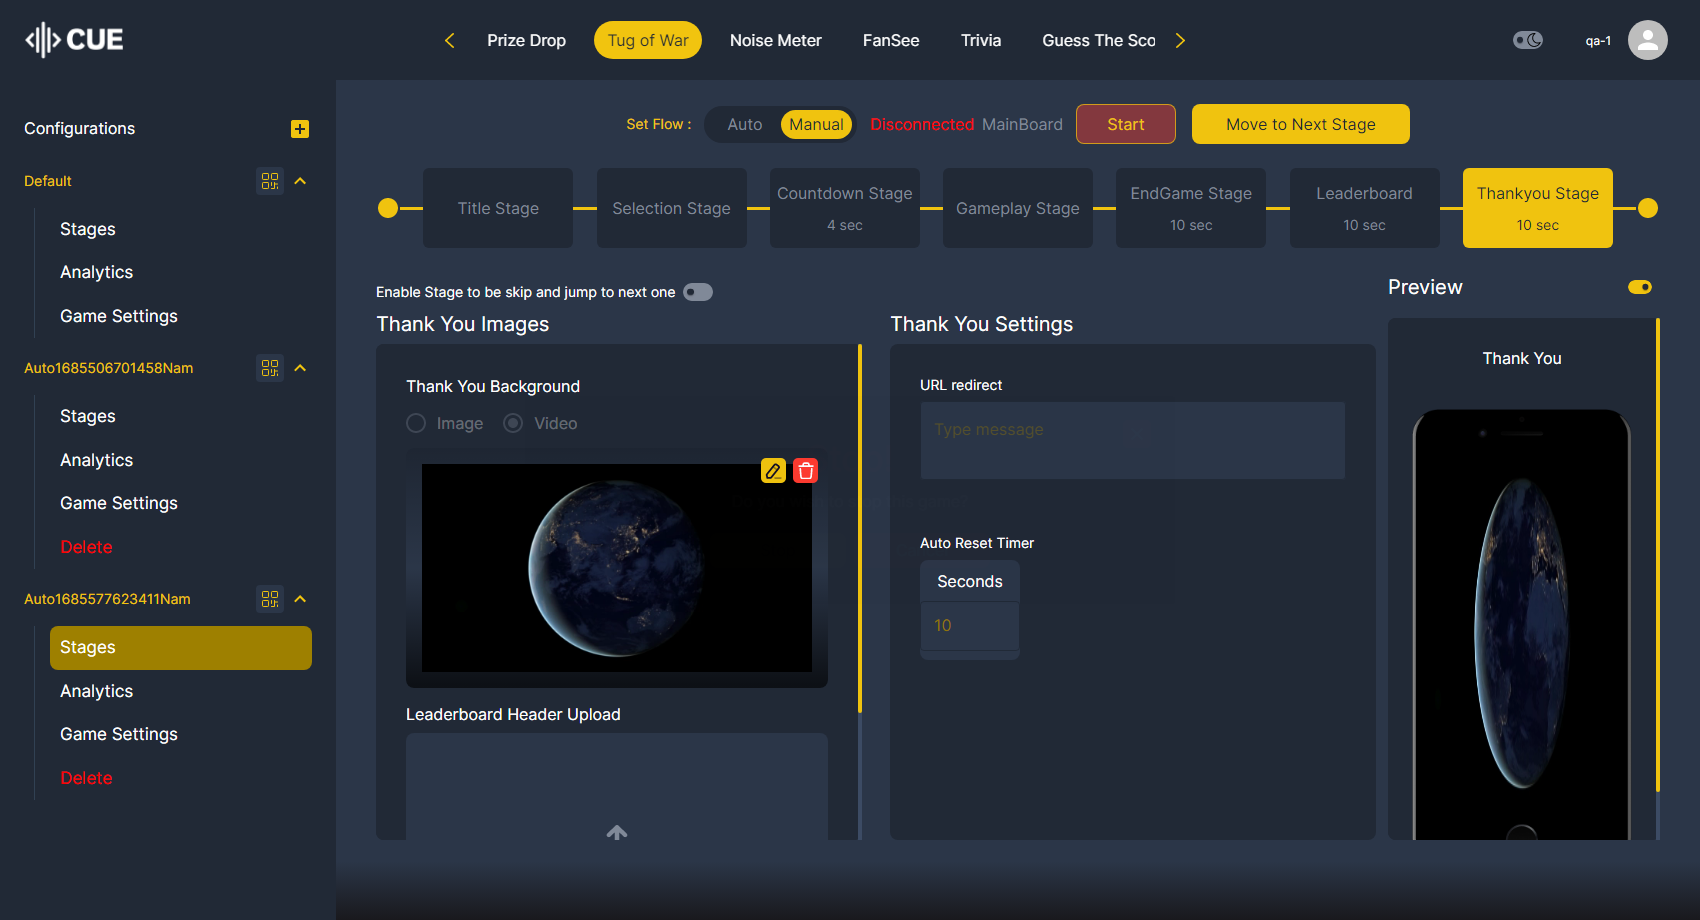 CUE
Prize Drop
Tug of War
Noise Meter
FanSee
Trivia
Guess The Sco
qa-1
Configurations
Default
Stages
Analytics
Game Settings
Auto1685506701458Nam
Stages
Analytics
Game Settings
Delete
Auto1685577623411Nam
Stages
Analytics
Game Settings
Delete
Set Flow :
Auto
Manual
Disconnected MainBoard
Start
Move to Next Stage
Title Stage
Selection Stage
Countdown Stage
4 sec
Gameplay Stage
EndGame Stage
10 sec
Leaderboard
10 sec
Thankyou Stage
10 sec
Enable Stage to be skip and jump to next one
Thank You Images
Thank You Background
Image
Video
Leaderboard Header Upload
Thank You Settings
URL redirect
Type message
Auto Reset Timer
Seconds
10
Preview
Thank You